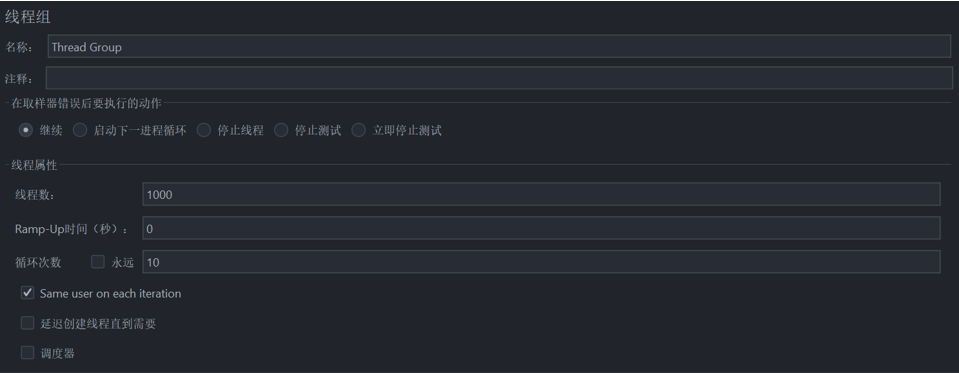 线程组
名称： Thread Group
注释：
在取样器错误后要执行的动作
继续 启动下一进程循环 停止线程 停止测试 立即停止测试
线程属性
线程数： 1000
Ramp-Up时间（秒）： 0
循环次数 永远 10
Same user on each iteration
延迟创建线程直到需要
调度器